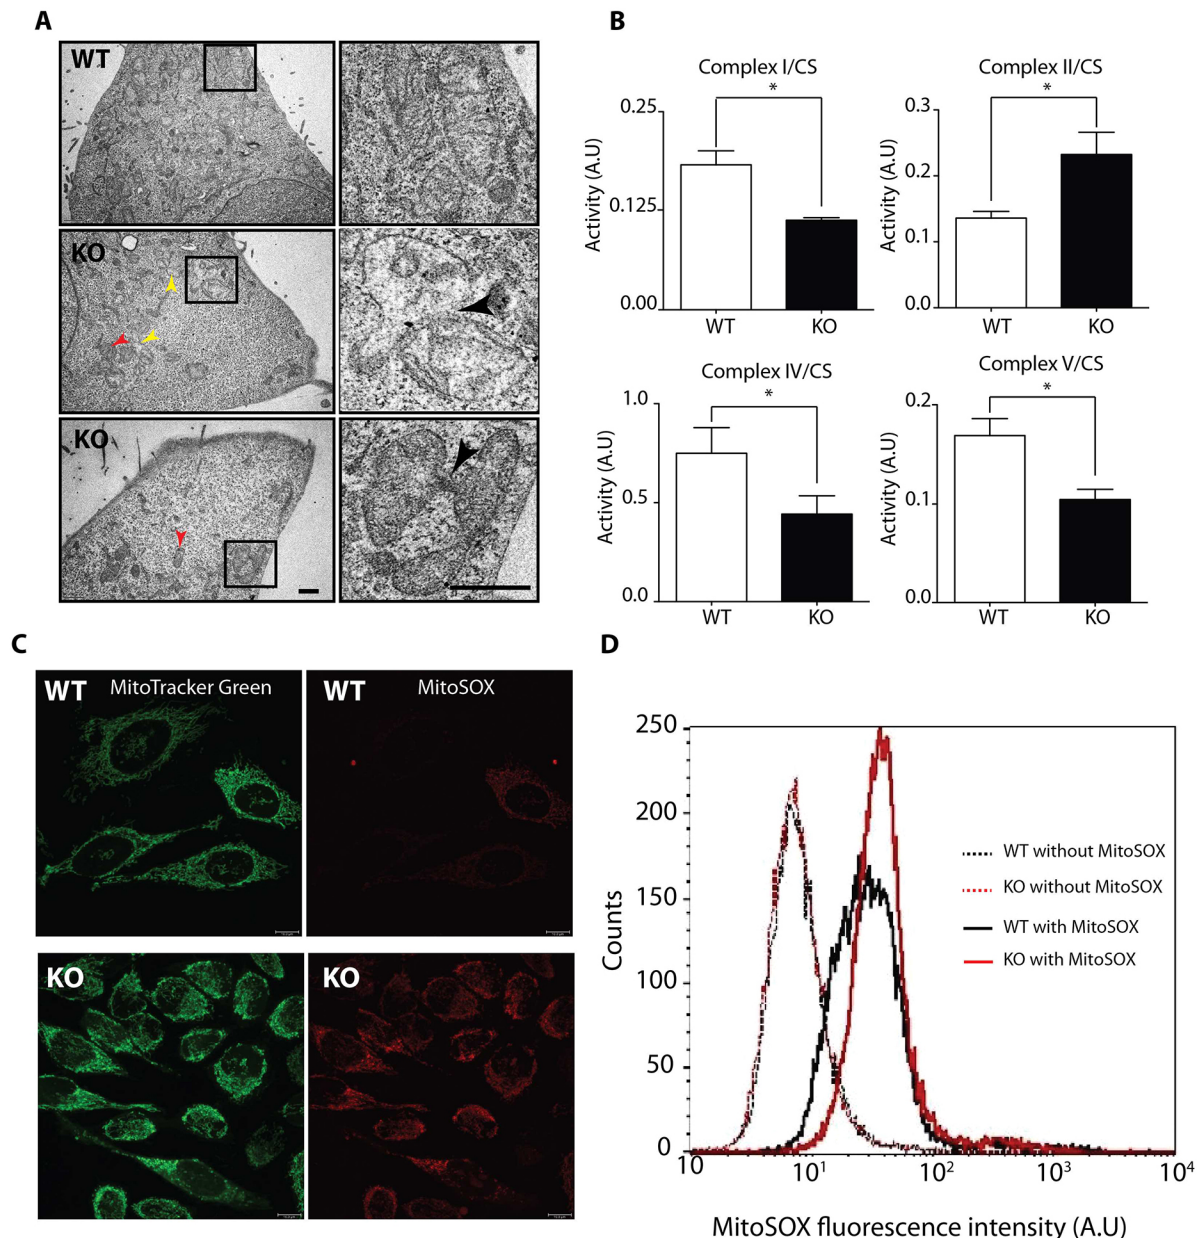 A
WT
KO
KO
B
Complex I/CS
*
Activity (A.U)
0.25
0.125
0.00
WT
KO
Complex II/CS
*
Activity (A.U)
0.3
0.2
0.1
0.0
WT
KO
Complex IV/CS
*
Activity (A.U)
1.0
0.5
0.0
WT
KO
Complex V/CS
*
Activity (A.U)
0.2
0.1
0.0
WT
KO
C
WT
MitoTracker Green
WT
MitoSOX
KO
KO
D
Counts
250
200
150
100
50
0
WT without MitoSOX
KO without MitoSOX
WT with MitoSOX
KO with MitoSOX
10
10¹
10²
10³
10⁴
MitoSOX fluorescence intensity (A.U)